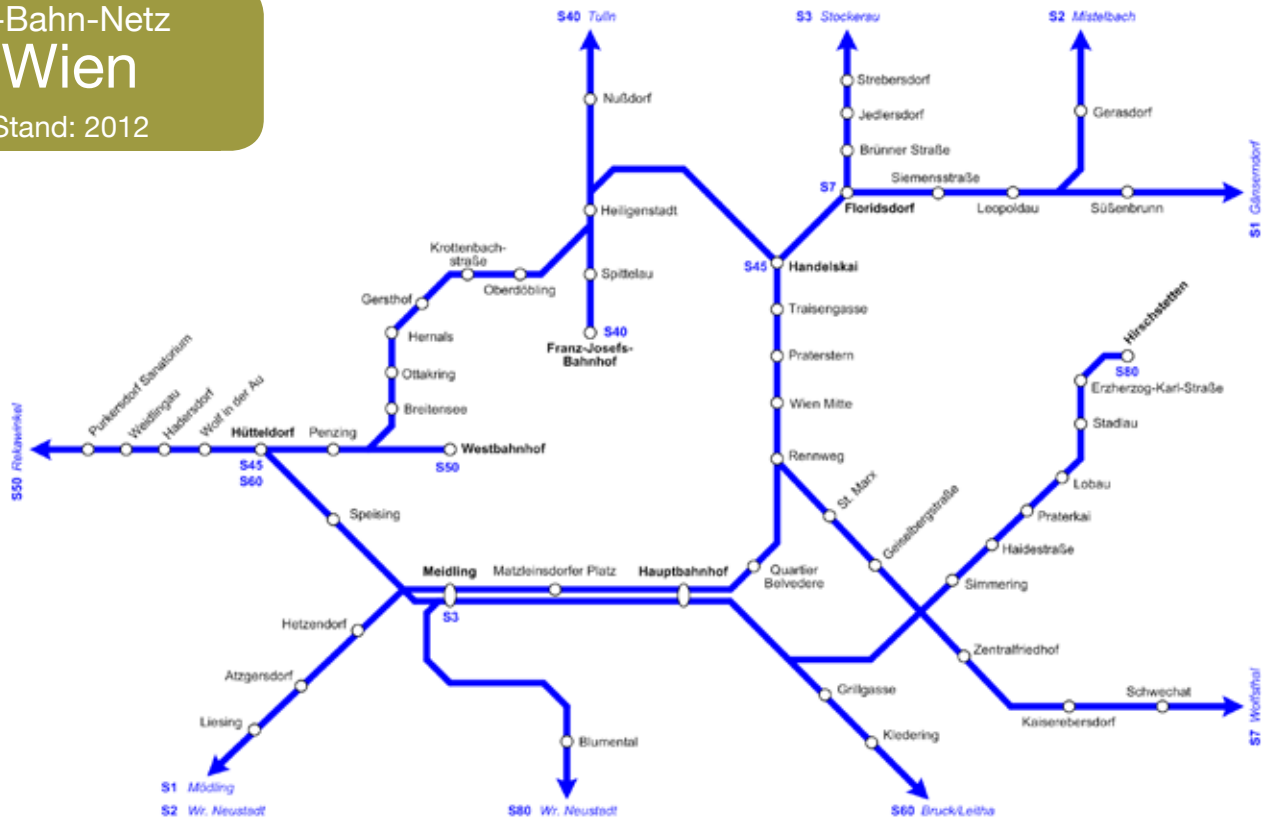 -Bahn-Netz
Wien
Stand: 2012
S40 Tulln
S3 Stockerau
S2 Mistelbach
Strebersdorf
Nußdorf
Jedlersdorf
Gerasdorf
Brünner Straße
Siemensstraße
S7
Floridsdorf
Leopoldau
Süßenbrunn
S1 Gänserndorf
Heiligenstadt
Krottenbach-
straße
Oberdöbling
Spittelau
S45
Handelskai
Gersthof
Traisengasse
Hernals
S40
Franz-Josefs-
Bahnhof
Praterstern
Hirschstetten
S80
Ottakring
Erzherzog-Karl-Straße
Breitensee
Wien Mitte
Stadlau
Purkersdorf Sanatorium
Weidlingau
Hadersdorf
Wolf in der Au
Hütteldorf
Penzing
Westbahnhof
S50 Rekawinkel
S45
S60
S50
Rennweg
St. Marx
Geiselbergstraße
Lobau
Speising
Praterkai
Haidestraße
Meidling
Matzleinsdorfer Platz
Hauptbahnhof
Quartier
Belvedere
Simmering
S3
Hetzendorf
Zentralfriedhof
Atzgersdorf
Grillgasse
Schwechat
Liesing
Kaiserebersdorf
S7 Wolfsthal
Blumental
Kledering
S1 Mödling
S2 Wr. Neustadt
S80 Wr. Neustadt
S60 Bruck/Leitha